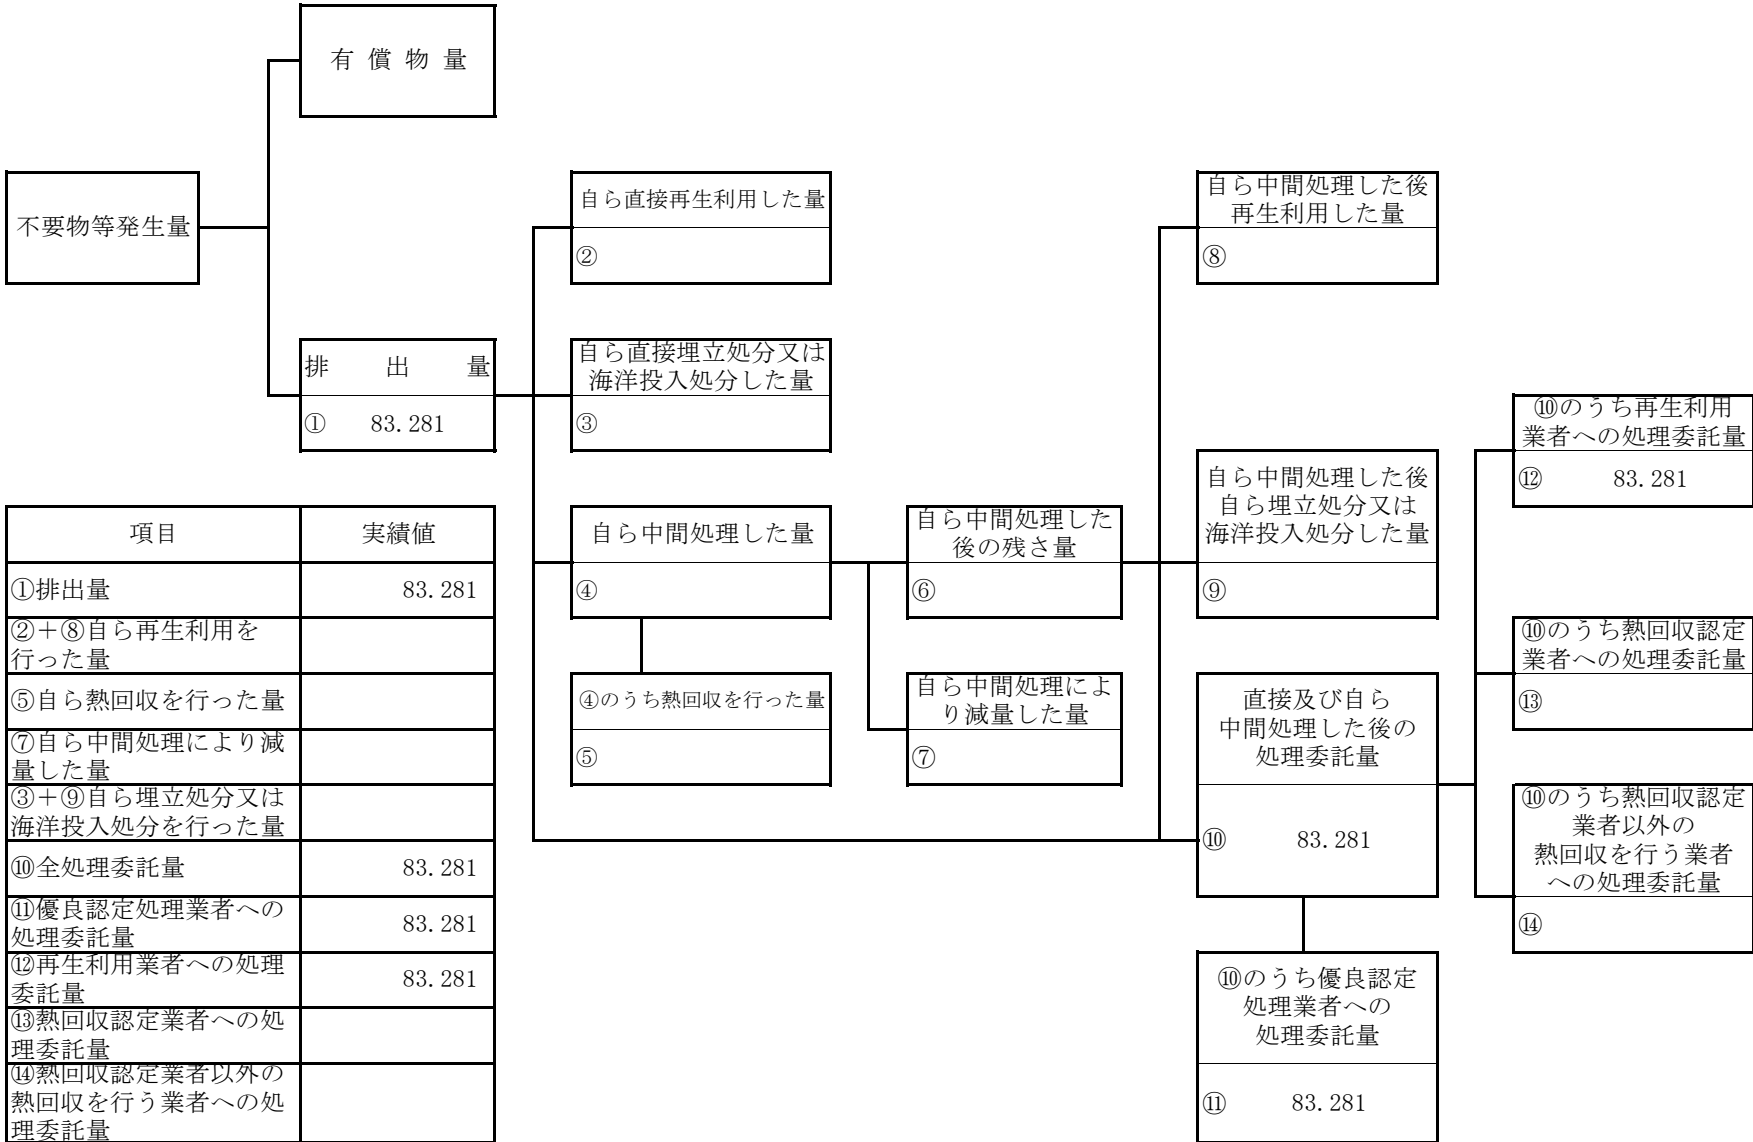 有償物量
不要物等発生量
排出量
① 83.281
自ら直接再生利用した量
②
自ら直接埋立処分又は
海洋投入処分した量
③
自ら中間処理した量
④
④のうち熱回収を行った量
⑤
自ら中間処理した
後の残さ量
⑥
自ら中間処理によ
り減量した量
⑦
自ら中間処理した後
再生利用した量
⑧
自ら中間処理した後
自ら埋立処分又は
海洋投入処分した量
⑨
直接及び自ら
中間処理した後の
処理委託量
⑩ 83.281
⑩のうち優良認定
処理業者への
処理委託量
⑪ 83.281
⑩のうち再生利用
業者への処理委託量
⑫ 83.281
⑩のうち熱回収認定
業者への処理委託量
⑬
⑩のうち熱回収認定
業者以外の
熱回収を行う業者
への処理委託量
⑭
項目 実績値
①排出量 83.281
②+⑧自ら再生利用を
行った量
⑤自ら熱回収を行った量
⑦自ら中間処理により減
量した量
③+⑨自ら埋立処分又は
海洋投入処分を行った量
⑩全処理委託量 83.281
⑪優良認定処理業者への
処理委託量 83.281
⑫再生利用業者への処理
委託量 83.281
⑬熱回収認定業者への処
理委託量
⑭熱回収認定業者以外の
熱回収を行う業者への処
理委託量